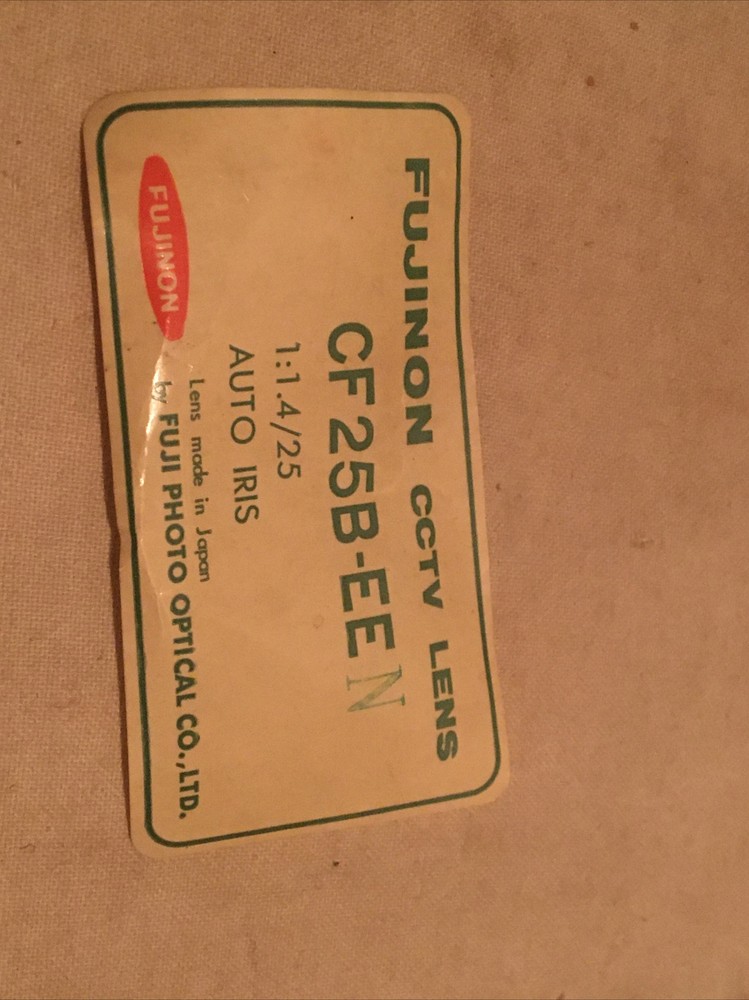 FUJINON CCTV LENS
CF25B-EE N
1:1.4/25
AUTO IRIS
Lens made in Japan
by FUJI PHOTO OPTICAL CO.,LTD.
FUJINON